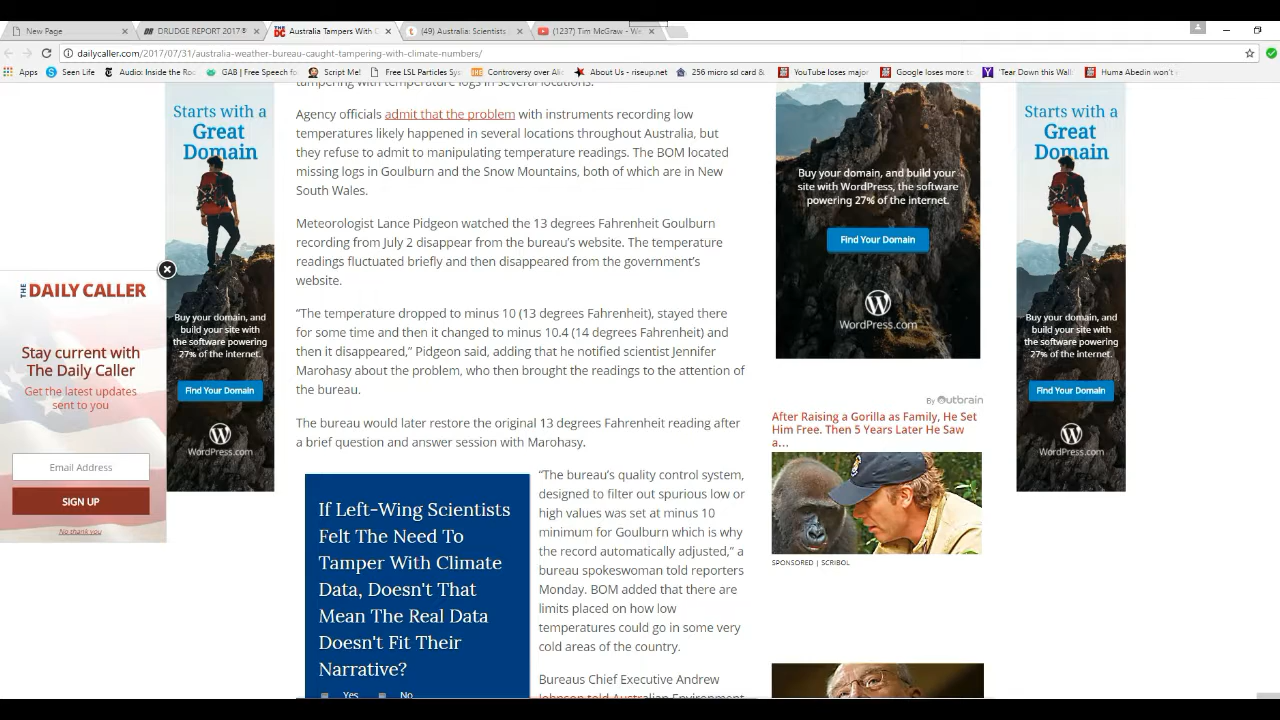 New Page
DRUDGE REPORT 2017®
Australia Tampers With C
(49) Australia: Scientists
(1237) Tim McGraw - We
dailycaller.com/2017/07/31/australia-weather-bureau-caught-tampering-with-climate-numbers/
Apps
Seen Life
Audio: Inside the Roc
GAB | Free Speech fo
Script Me!
Free LSL Particles Sys
Controversy over Alle
About Us - riseup.net
256 micro sd card &
YouTube loses major
Google loses more to
'Tear Down this Wall
Huma Abedin won't
tampering with temperature logs in several locations.
Agency officials admit that the problem with instruments recording low
temperatures likely happened in several locations throughout Australia, but
they refuse to admit to manipulating temperature readings. The BOM located
missing logs in Goulburn and the Snow Mountains, both of which are in New
South Wales.
Meteorologist Lance Pidgeon watched the 13 degrees Fahrenheit Goulburn
recording from July 2 disappear from the bureau's website. The temperature
readings fluctuated briefly and then disappeared from the government's
website.
“The temperature dropped to minus 10 (13 degrees Fahrenheit), stayed there
for some time and then it changed to minus 10.4 (14 degrees Fahrenheit) and
then it disappeared,” Pidgeon said, adding that he notified scientist Jennifer
Marohasy about the problem, who then brought the readings to the attention of
the bureau.
The bureau would later restore the original 13 degrees Fahrenheit reading after
a brief question and answer session with Marohasy.
“The bureau's quality control system,
designed to filter out spurious low or
high values was set at minus 10
minimum for Goulburn which is why
the record automatically adjusted,” a
bureau spokeswoman told reporters
Monday. BOM added that there are
limits placed on how low
temperatures could go in some very
cold areas of the country.
Bureaus Chief Executive Andrew
Johnson told Australian Environment
If Left-Wing Scientists
Felt The Need To
Tamper With Climate
Data, Doesn't That
Mean The Real Data
Doesn't Fit Their
Narrative?
Yes
No
THE DAILY CALLER
Stay current with
The Daily Caller
Get the latest updates
sent to you
Email Address
SIGN UP
No thank you
Starts with a
Great
Domain
Buy your domain, and
build your site with
WordPress, the
software powering
27% of the internet.
Find Your Domain
WordPress.com
Buy your domain, and build your
site with WordPress, the software
powering 27% of the internet.
Find Your Domain
WordPress.com
By Outbrain
After Raising a Gorilla as Family, He Set
Him Free. Then 5 Years Later He Saw
a…
SPONSORED | SCRIBOL
Starts with a
Great
Domain
Buy your domain, and
build your site with
WordPress, the
software powering
27% of the internet.
Find Your Domain
WordPress.com